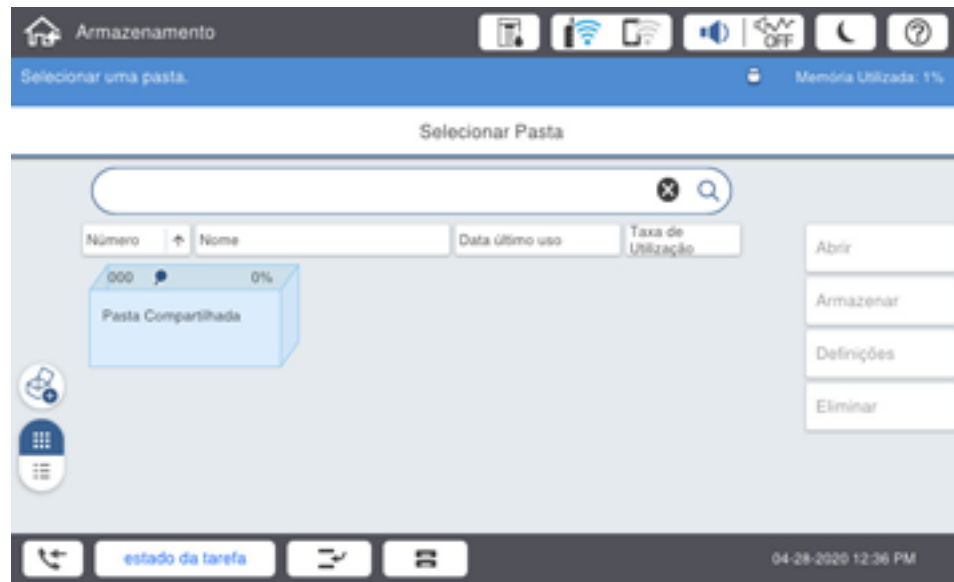 Armazenamento
OFF
Selecionar uma pasta.
Memória Utilizada: 1%
Selecionar Pasta
Número
Nome
Data último uso
Taxa de
Utilização
000
0%
Pasta Compartilhada
Abrir
Armazenar
Definições
Eliminar
estado da tarefa
04-28-2020 12:36 PM